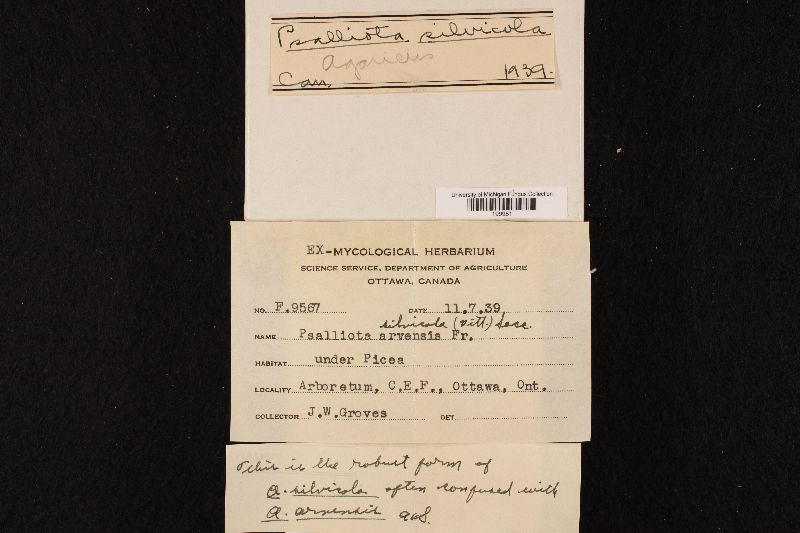 Psalliota silvicola
Agaricus
Can. 1939.
University of Michigan Fungus Collection
EX-MYCOLOGICAL HERBARIUM
SCIENCE SERVICE, DEPARTMENT OF AGRICULTURE
OTTAWA, CANADA
NO. F.9567 DATE 11.7.39
silvicola (Vitt.) Sacc.
NAME Psalliota arvensis Fr.
HABITAT under Picea
LOCALITY Arboretum, C.E.F., Ottawa, Ont.
COLLECTOR J.W.Groves DET.
This is the robust form of
A. silvicola often confused with
A. arvensis AHS.